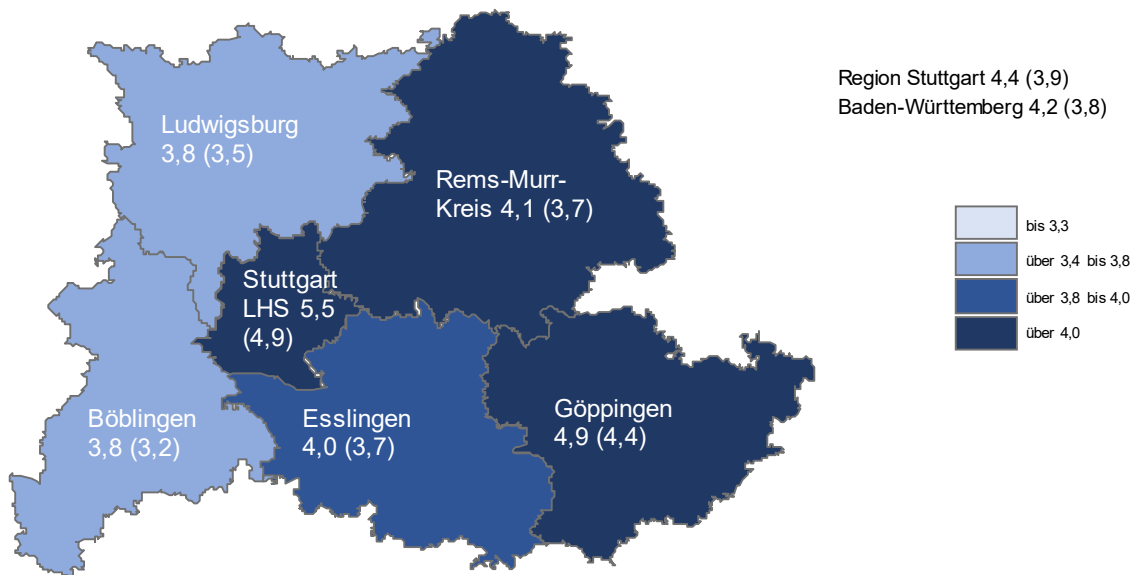 Region Stuttgart 4,4 (3,9)
Baden-Württemberg 4,2 (3,8)
Ludwigsburg
3,8 (3,5)
Rems-Murr-
Kreis 4,1 (3,7)
bis 3,3
über 3,4 bis 3,8
über 3,8 bis 4,0
über 4,0
Stuttgart
LHS 5,5
(4,9)
Böblingen
3,8 (3,2)
Esslingen
4,0 (3,7)
Göppingen
4,9 (4,4)